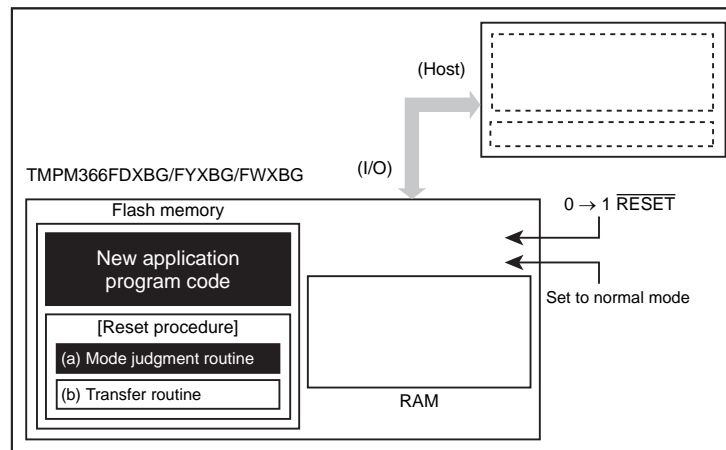 (Host)
(I/O)
TMPM366FDXBG/FYXBG/FWXBG
Flash memory
0 → 1 RESET
New application
program code
Set to normal mode
[Reset procedure]
(a) Mode judgment routine
(b) Transfer routine
RAM